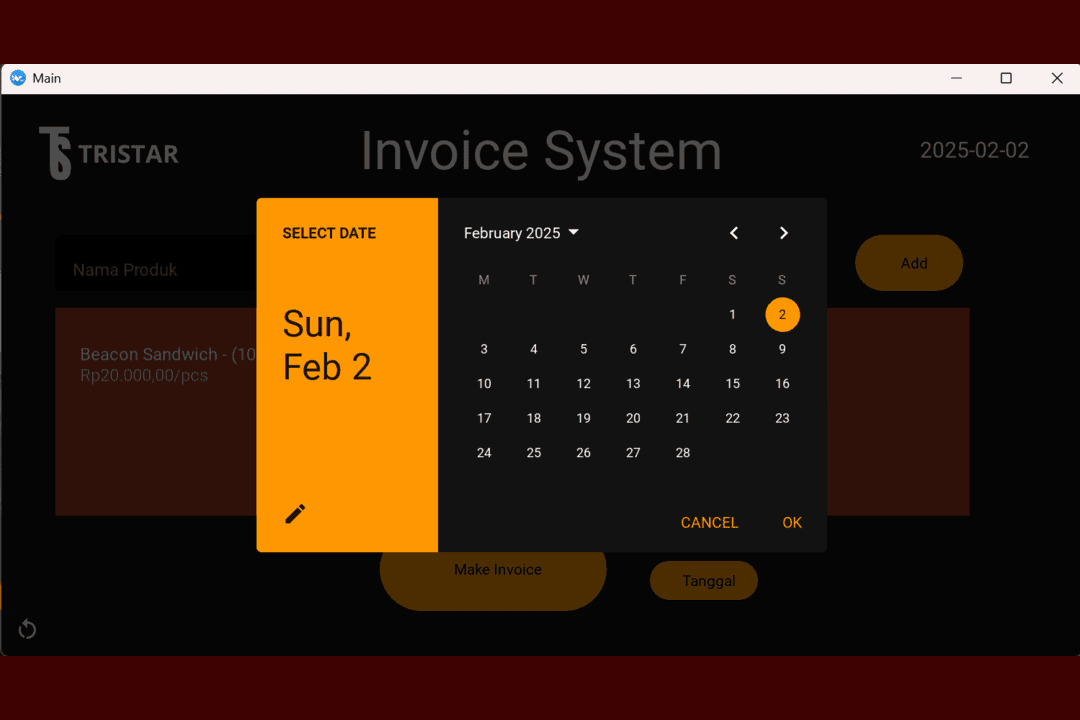 Main
TRISTAR
Invoice System
2025-02-02
SELECT DATE
Sun,
Feb 2
February 2025
M T W T F S S
1 2
3 4 5 6 7 8 9
10 11 12 13 14 15 16
17 18 19 20 21 22 23
24 25 26 27 28
CANCEL OK
Nama Produk
Add
Beacon Sandwich - (10
Rp20.000,00/pcs
Make Invoice
Tanggal